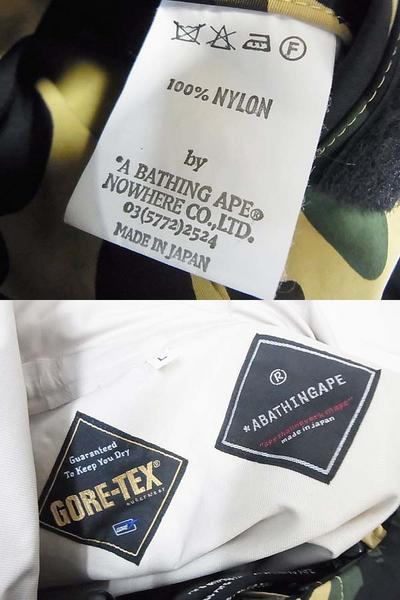 F
100% NYLON
by
*A BATHING APE®
NOWHERE CO.,LTD.
03(5772)2524
MADE IN JAPAN
L
®
*ABATHINGAPE
"apeshallneverkillape"
made in japan
Guaranteed
To Keep You Dry
GORE-TEX®